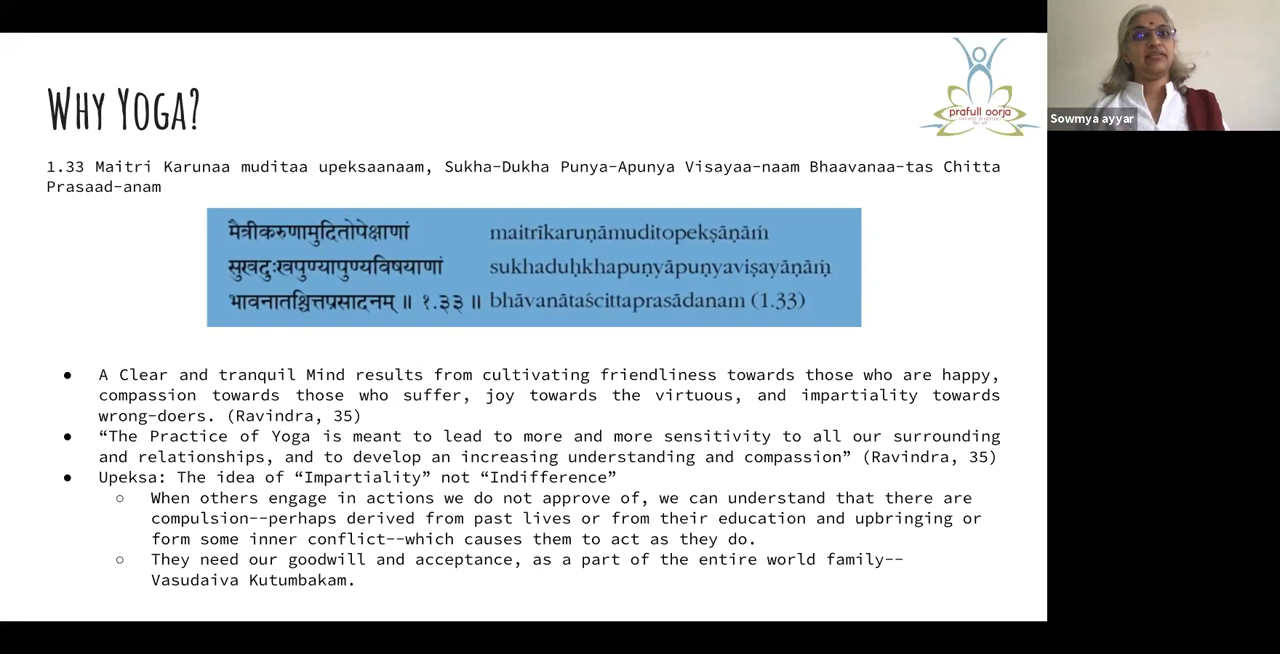 WHY YOGA?
prafull oorja
Sowmya ayyar
1.33 Maitri Karunaa muditaa upeksaanaam, Sukha-Dukha Punya-Apunya Visayaa-naam Bhaavanaa-tas Chitta
Prasaad-anam
मैत्रीकरुणामुदितोपेक्षाणां maitrīkaruṇāmuditopekṣāṇāṁ
सुखदुःखपुण्यापुण्यविषयाणां sukhaduḥkhapuṇyāpuṇyaviṣayāṇāṁ
भावनातश्चित्तप्रसादनम् ॥ १.३३ ॥ bhāvanātaścittaprasādanam (1.33)
● A Clear and tranquil Mind results from cultivating friendliness towards those who are happy,
compassion towards those who suffer, joy towards the virtuous, and impartiality towards
wrong-doers. (Ravindra, 35)
● “The Practice of Yoga is meant to lead to more and more sensitivity to all our surrounding
and relationships, and to develop an increasing understanding and compassion” (Ravindra, 35)
● Upeksa: The idea of “Impartiality” not “Indifference”
○ When others engage in actions we do not approve of, we can understand that there are
compulsion--perhaps derived from past lives or from their education and upbringing or
form some inner conflict--which causes them to act as they do.
○ They need our goodwill and acceptance, as a part of the entire world family--
Vasudaiva Kutumbakam.